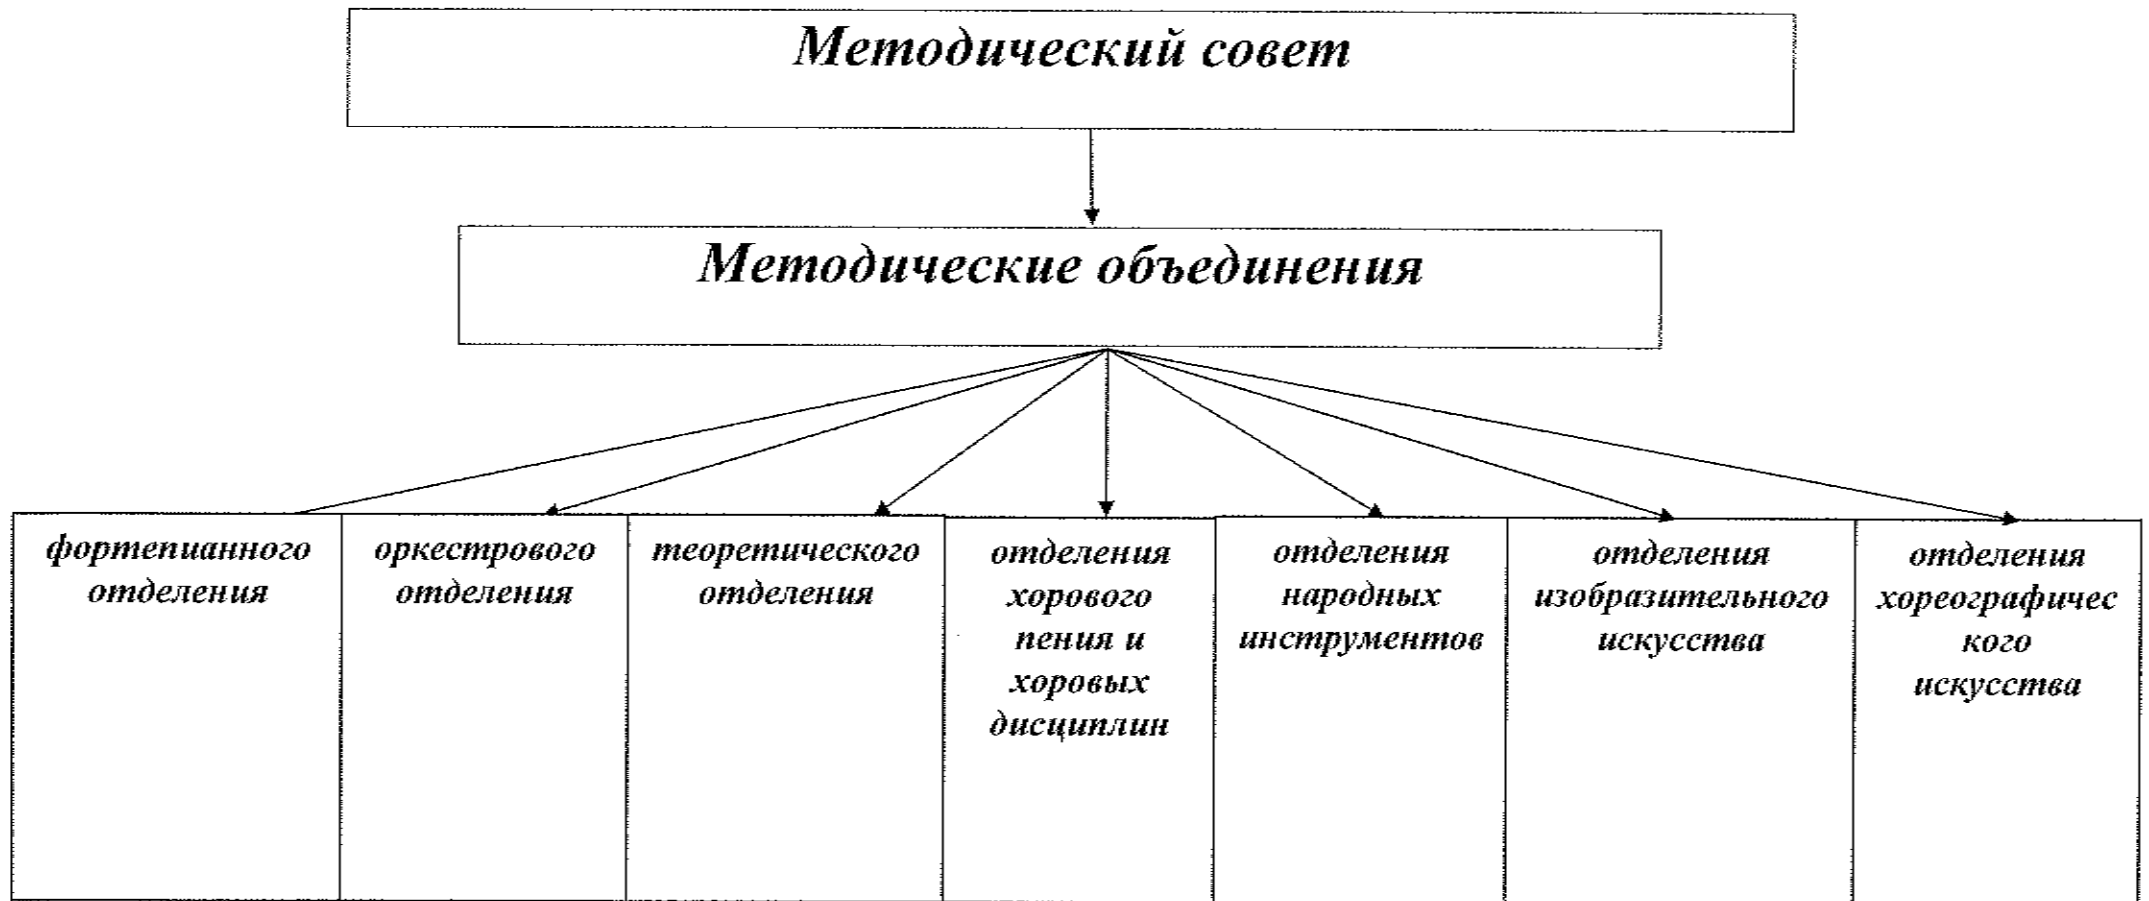 Методический совет
Методические объединения
фортепианного
отделения
оркестрового
отделения
теоретического
отделения
отделения
хорового
пения и
хоровых
дисциплин
отделения
народных
инструментов
отделения
изобразительного
искусства
отделения
хореографичес
кого
искусства